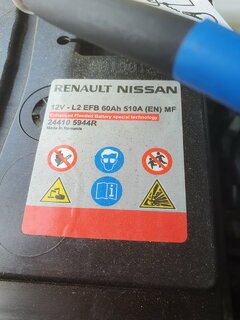 RENAULT NISSAN
12V - L2 EFB 60Ah 510A (EN) MF
Enhanced Flooded Battery special technology
24410 5944R
Made in Romania